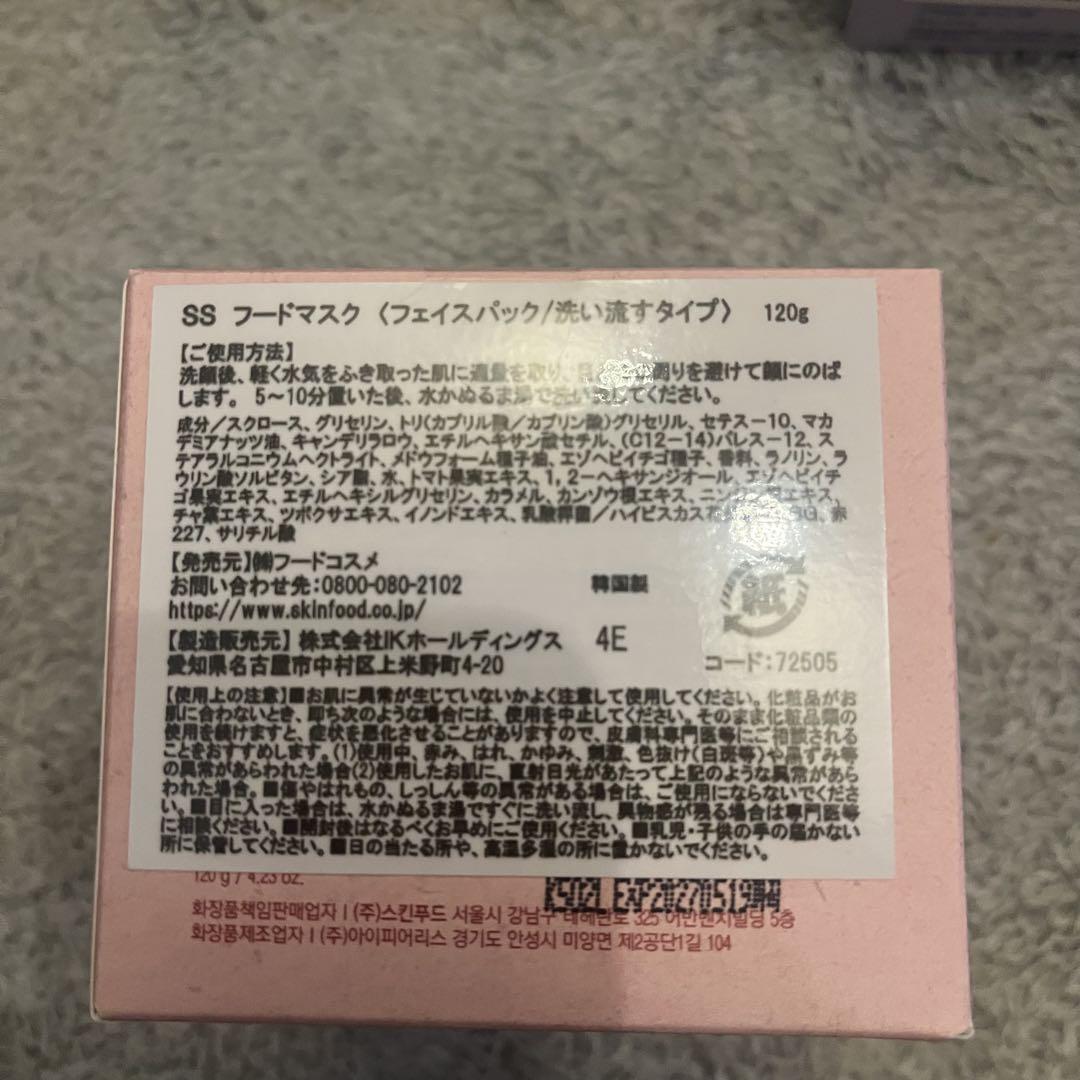 SS フードマスク〈フェイスパック/洗い流すタイプ〉 120g
【ご使用方法】
洗顔後、軽く水気をふき取った肌に適量を取り、目 周りを避けて顔にのば
します。 5～10分置いた後、水かぬるま湯で洗い流してください。
成分／スクロース、グリセリン、トリ(カプリル酸／カプリン酸)グリセリル、セテス－10、マカ
デミアナッツ油、キャンデリラロウ、エチルヘキサン酸セチル、(C12－14)パレス－12、ス
テアラルコニウムヘクトライト、メドウフォーム種子油、エゾヘビイチゴ種子、香料、ラノリン、ラ
ウリン酸ソルビタン、シア脂、水、トマト果実エキス、1，2－ヘキサンジオール、エゾヘビイチ
ゴ果実エキス、エチルヘキシルグリセリン、カラメル、カンゾウ根エキス、ニン エキス、
チャ葉エキス、ツボクサエキス、イノンドエキス、乳酸桿菌／ハイビスカス BG、赤
227、サリチル酸
【発売元】㈱フードコスメ
お問い合わせ先：0800-080-2102 韓国製
https://www.skinfood.co.jp/
紙
【製造販売元】 株式会社IKホールディングス 4E
愛知県名古屋市中村区上米野町4-20 コード：72505
【使用上の注意】■お肌に異常が生じていないかよく注意して使用してください。化粧品がお
肌に合わないとき、即ち次のような場合には、使用を中止してください。そのまま化粧品類の
使用を続けますと、症状を悪化させることがありますので、皮膚科専門医等にご相談される
ことをおすすめします。(1)使用中、赤み、はれ、かゆみ、刺激、色抜け(白斑等)や黒ずみ等
の異常があらわれた場合(2)使用したお肌に、直射日光があたって上記のような異常があら
われた場合。■傷やはれもの、しっしん等の異常がある場合は、ご使用にならないでくださ
い。■目に入った場合は、水かぬるま湯ですぐに洗い流し、異物感が残る場合は専門医等
に相談ください。■開封後はなるべくお早めにご使用ください。■乳児・子供の手の届かない
所に保管してください。■日の当たる所や、高温多湿の所に置かないでください。
120 g / 4.23 oz.
EXP20270519
화장품책임판매업자 | (주)스킨푸드 서울시 강남구 테헤란로 325 어반벤치빌딩 5층
화장품제조업자 | (주)아이피어리스 경기도 안성시 미양면 제2공단1길 104